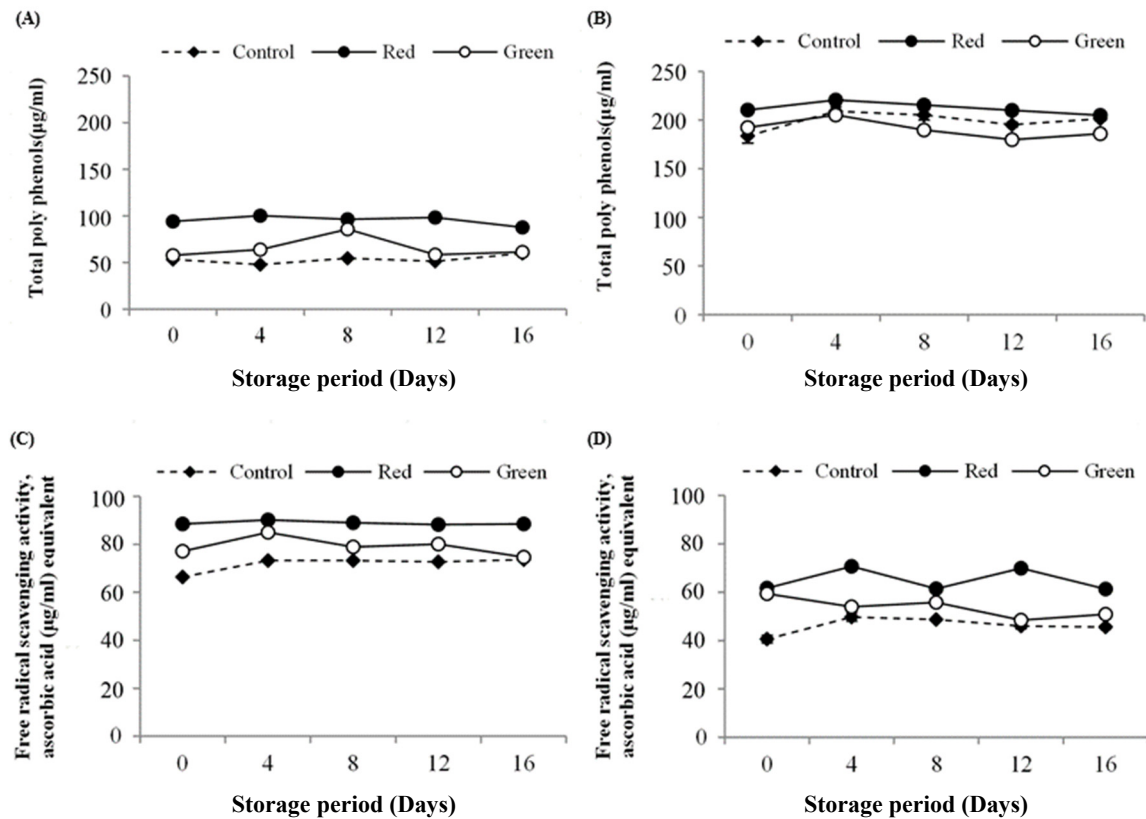 (A)
Control Red Green
Total poly phenols(µg/ml)
250
200
150
100
50
0
0 4 8 12 16
Storage period (Days)
(B)
Control Red Green
Total poly phenols(µg/ml)
250
200
150
100
50
0
0 4 8 12 16
Storage period (Days)
(C)
Control Red Green
Free radical scavenging activity,
ascorbic acid (µg/ml) equivalent
100
80
60
40
20
0
0 4 8 12 16
Storage period (Days)
(D)
Control Red Green
Free radical scavenging activity,
ascorbic acid (µg/ml) equivalent
100
80
60
40
20
0
0 4 8 12 16
Storage period (Days)